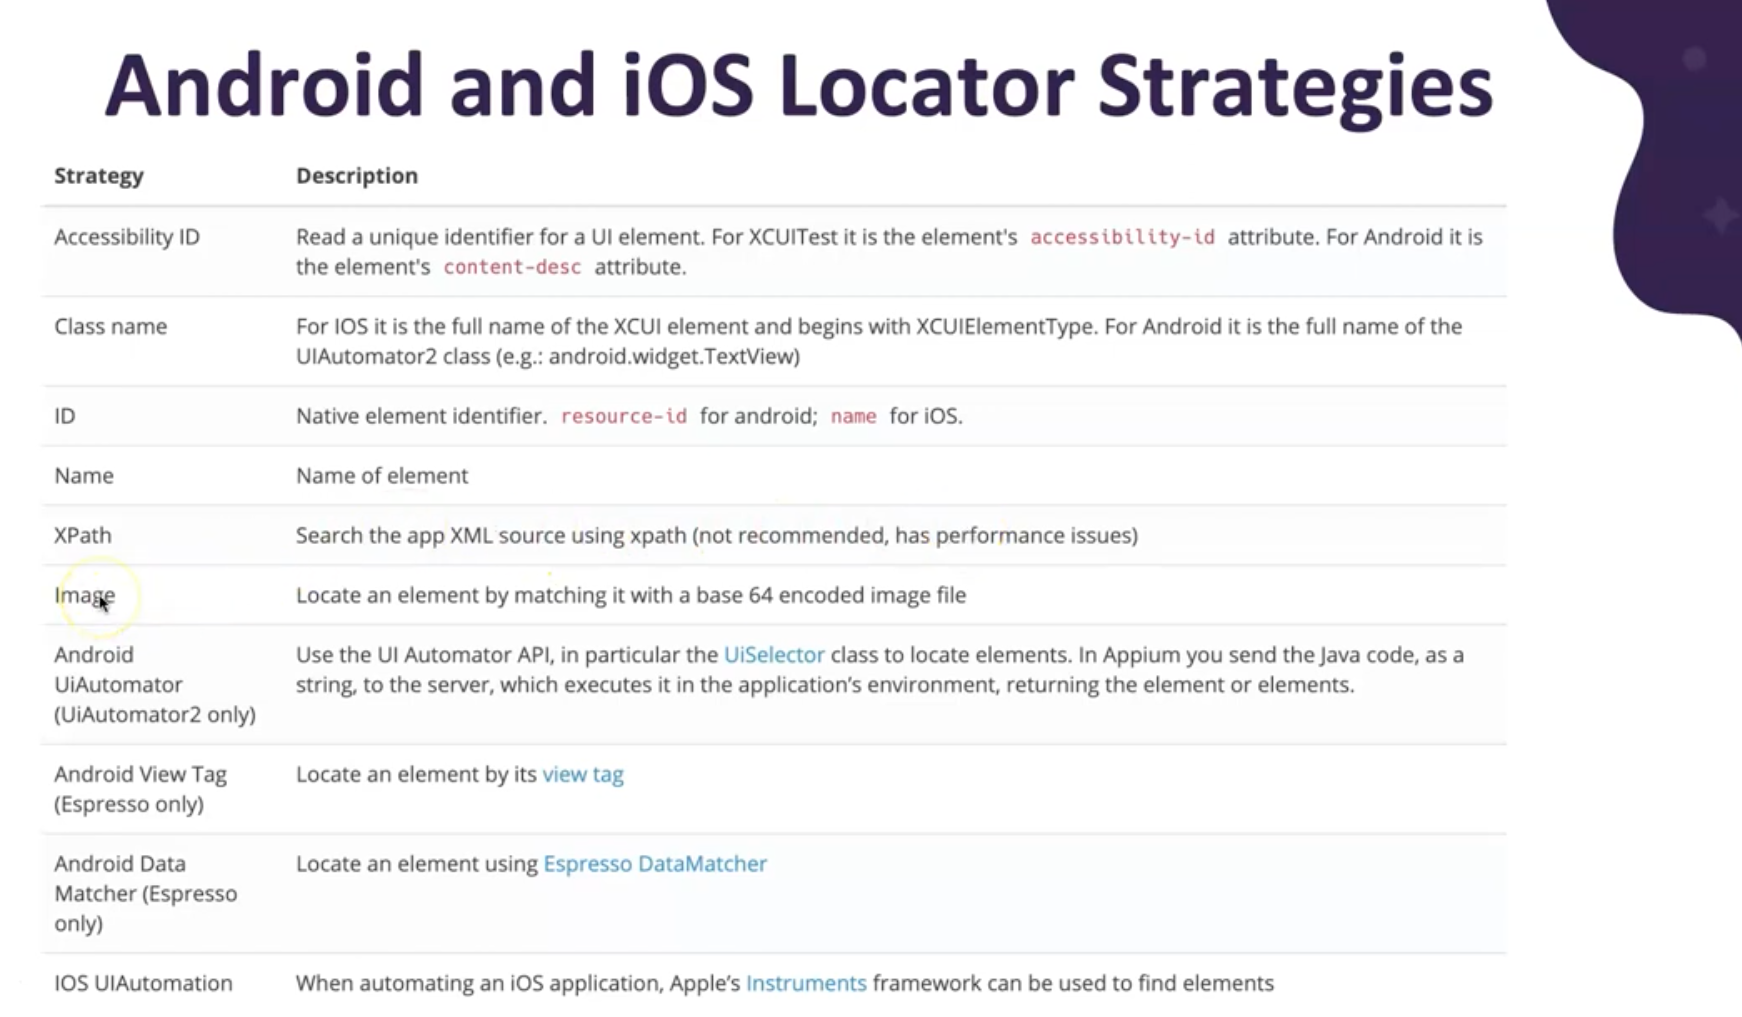 Android and iOS Locator Strategies
Strategy Description
Accessibility ID Read a unique identifier for a UI element. For XCUITest it is the element's accessibility-id attribute. For Android it is
the element's content-desc attribute.
Class name For IOS it is the full name of the XCUI element and begins with XCUIElementType. For Android it is the full name of the
UIAutomator2 class (e.g.: android.widget.TextView)
ID Native element identifier. resource-id for android; name for iOS.
Name Name of element
XPath Search the app XML source using xpath (not recommended, has performance issues)
Image Locate an element by matching it with a base 64 encoded image file
Android Use the UI Automator API, in particular the UiSelector class to locate elements. In Appium you send the Java code, as a
UiAutomator string, to the server, which executes it in the application’s environment, returning the element or elements.
(UiAutomator2 only)
Android View Tag Locate an element by its view tag
(Espresso only)
Android Data Locate an element using Espresso DataMatcher
Matcher (Espresso
only)
IOS UIAutomation When automating an iOS application, Apple’s Instruments framework can be used to find elements